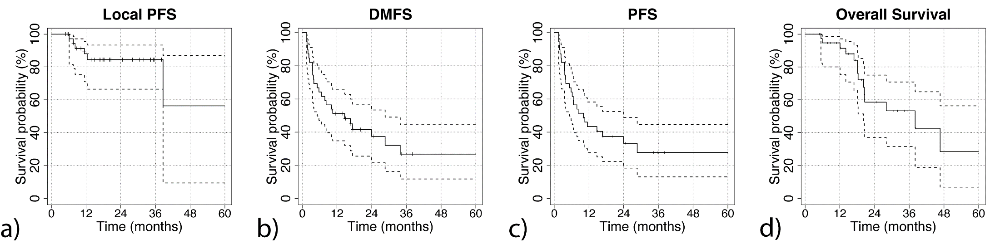 Local PFS
Survival probability (%)
100
80
60
40
20
0
0 12 24 36 48 60
Time (months)
a)
DMFS
Survival probability (%)
100
80
60
40
20
0
0 12 24 36 48 60
Time (months)
b)
PFS
Survival probability (%)
100
80
60
40
20
0
0 12 24 36 48 60
Time (months)
c)
Overall Survival
Survival probability (%)
100
80
60
40
20
0
0 12 24 36 48 60
Time (months)
d)